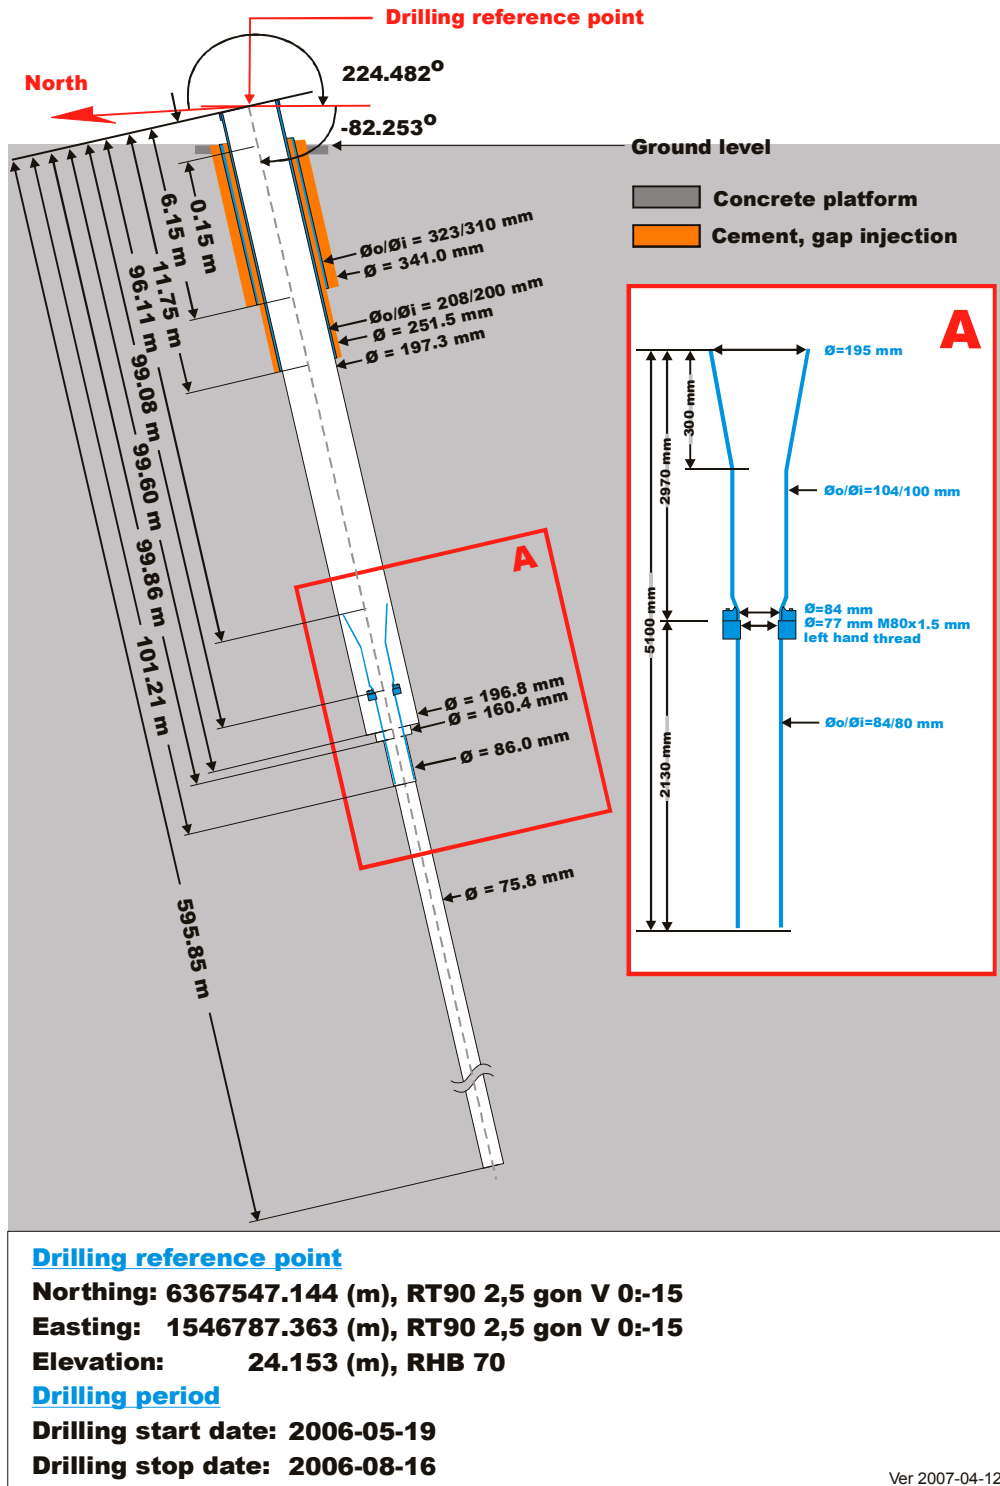 Drilling reference point
224.482°
North
-82.253°
Ground level
Concrete platform
Cement, gap injection
0.15 m
6.15 m
11.75 m
96.11 m
99.08 m
99.60 m
99.86 m
101.21 m
595.85 m
Øo/Øi = 323/310 mm
Ø = 341.0 mm
Øo/Øi = 208/200 mm
Ø = 251.5 mm
Ø = 197.3 mm
A
Ø = 196.8 mm
Ø = 160.4 mm
Ø = 86.0 mm
Ø = 75.8 mm
A
Ø=195 mm
300 mm
2970 mm
Øo/Øi=104/100 mm
5100 mm
Ø=84 mm
Ø=77 mm M80x1.5 mm
left hand thread
Øo/Øi=84/80 mm
2130 mm
Drilling reference point
Northing: 6367547.144 (m), RT90 2,5 gon V 0:-15
Easting: 1546787.363 (m), RT90 2,5 gon V 0:-15
Elevation: 24.153 (m), RHB 70
Drilling period
Drilling start date: 2006-05-19
Drilling stop date: 2006-08-16
Ver 2007-04-12